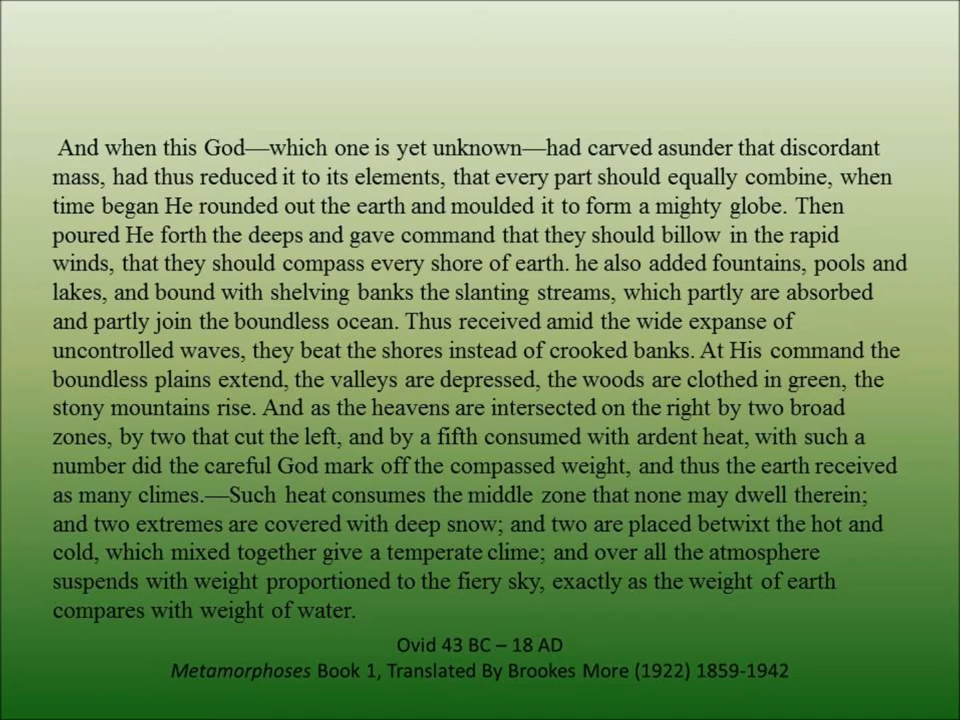 And when this God—which one is yet unknown—had carved asunder that discordant
mass, had thus reduced it to its elements, that every part should equally combine, when
time began He rounded out the earth and moulded it to form a mighty globe. Then
poured He forth the deeps and gave command that they should billow in the rapid
winds, that they should compass every shore of earth. he also added fountains, pools and
lakes, and bound with shelving banks the slanting streams, which partly are absorbed
and partly join the boundless ocean. Thus received amid the wide expanse of
uncontrolled waves, they beat the shores instead of crooked banks. At His command the
boundless plains extend, the valleys are depressed, the woods are clothed in green, the
stony mountains rise. And as the heavens are intersected on the right by two broad
zones, by two that cut the left, and by a fifth consumed with ardent heat, with such a
number did the careful God mark off the compassed weight, and thus the earth received
as many climes.—Such heat consumes the middle zone that none may dwell therein;
and two extremes are covered with deep snow; and two are placed betwixt the hot and
cold, which mixed together give a temperate clime; and over all the atmosphere
suspends with weight proportioned to the fiery sky, exactly as the weight of earth
compares with weight of water.
Ovid 43 BC – 18 AD
Metamorphoses Book 1, Translated By Brookes More (1922) 1859-1942